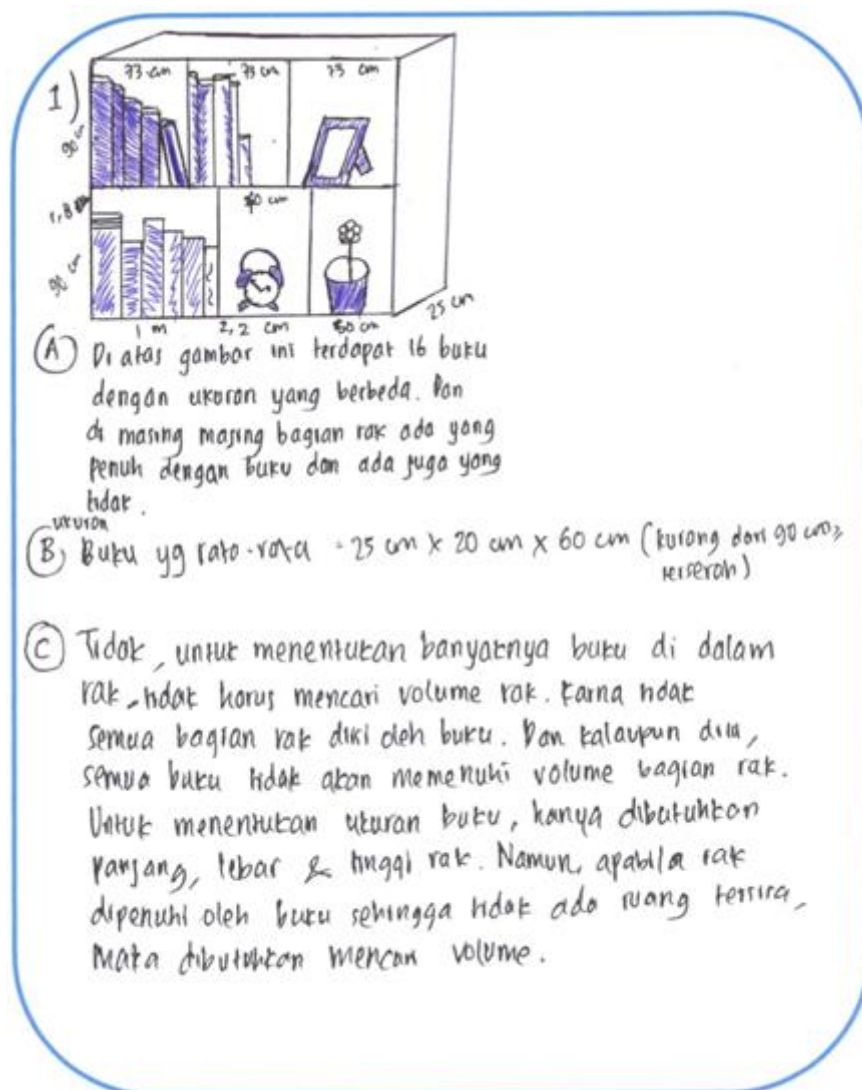 1)
73 cm 73 cm 73 cm
90 cm
1,8
60 cm
90 cm
1 m 2,2 cm 60 cm 25 cm
(A) Di atas gambar ini terdapat 16 buku
dengan ukuran yang berbeda. Dan
di masing masing bagian rak ada yang
penuh dengan buku dan ada juga yang
tidak.
ukuran
(B) Buku yg rata-rata = 25 cm × 20 cm × 60 cm (kurang dari 90 cm,
terserah)
(C) Tidak, untuk menentukan banyaknya buku di dalam
rak, tidak harus mencari volume rak. Karna tidak
semua bagian rak diisi oleh buku. Dan kalaupun diisi,
semua buku tidak akan memenuhi volume bagian rak.
Untuk menentukan ukuran buku, hanya dibutuhkan
panjang, lebar & tinggi rak. Namun, apabila rak
dipenuhi oleh buku sehingga tidak ada ruang tersisa,
maka dibutuhkan mencari volume.